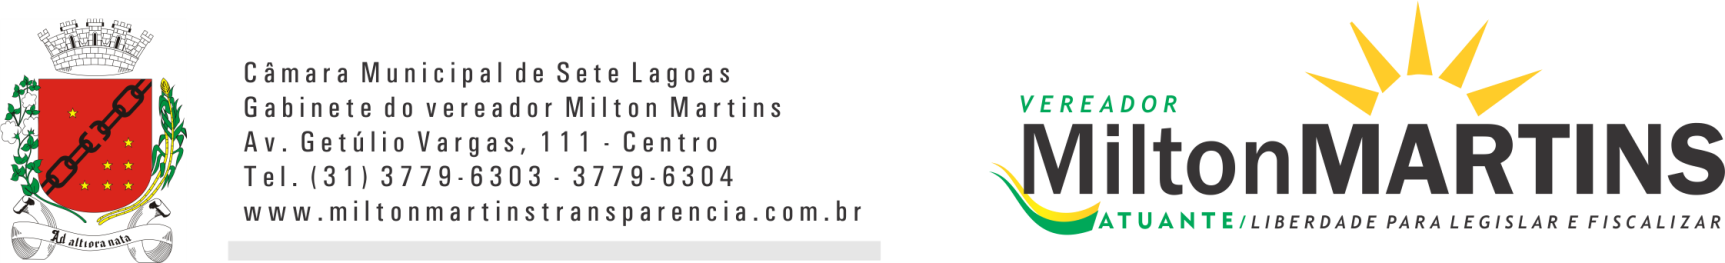 Ad altiora nata
Câmara Municipal de Sete Lagoas
Gabinete do vereador Milton Martins
Av. Getúlio Vargas, 111 - Centro
Tel. (31) 3779-6303 - 3779-6304
www.miltonmartinstransparencia.com.br
VEREADOR
MiltonMARTINS
ATUANTE/LIBERDADE PARA LEGISLAR E FISCALIZAR